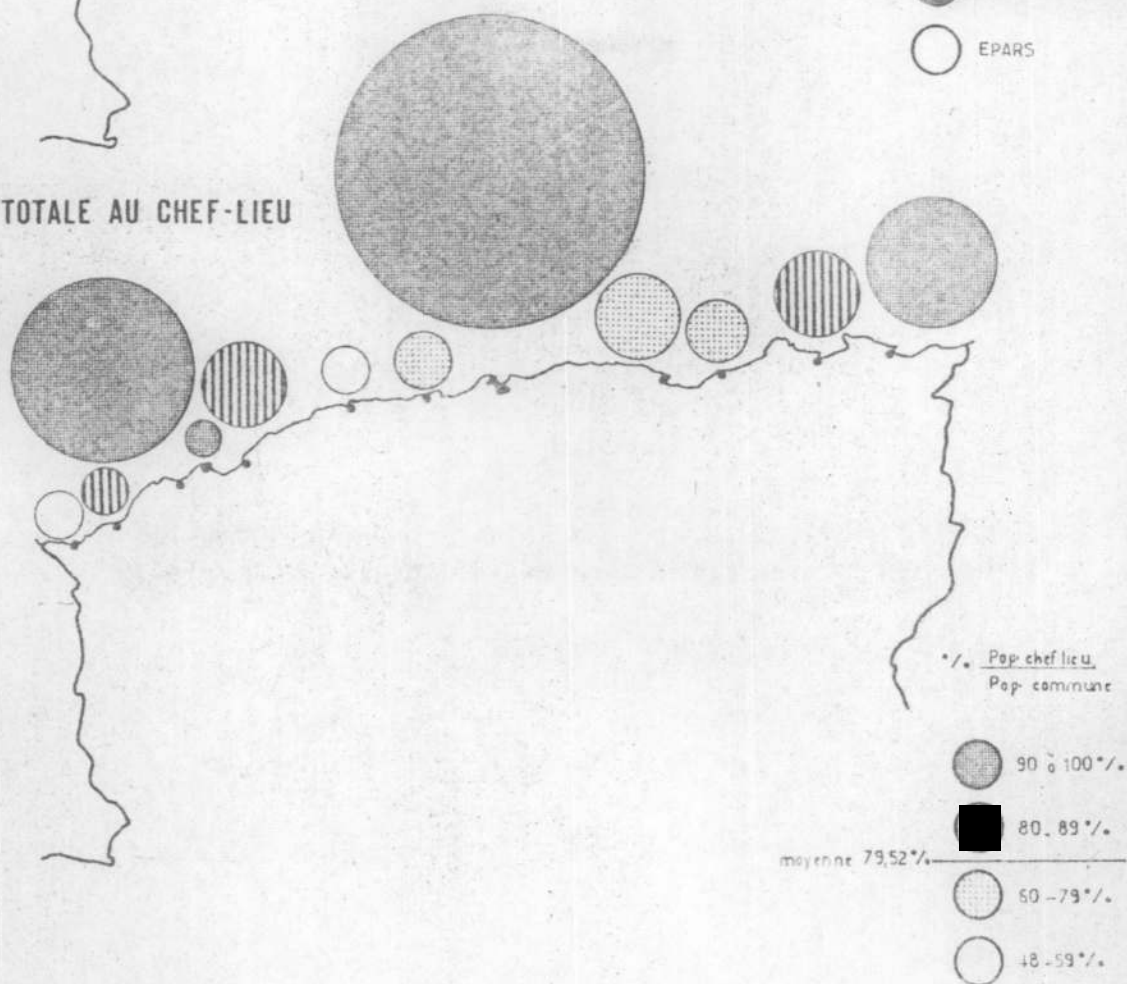 EPARS
TOTALE AU CHEF-LIEU
°/. Pop. chef lieu
Pop. commune
90 à 100 °/.
80. 89 °/.
moyenne 79,52 °/.
60 - 79 °/.
48 - 59 °/.